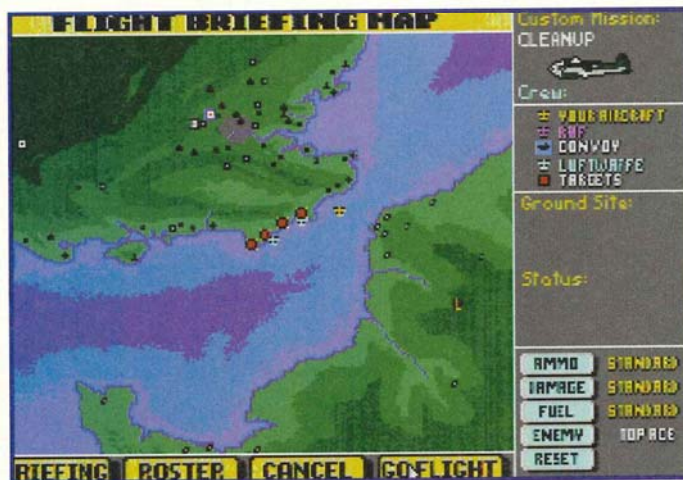 FLIGHT BRIEFING MAP
Custom Mission:
CLEANUP
Crew:
YOUR AIRCRAFT
RAF
CONVOY
LUFTWAFFE
TARGETS
Ground Site:
Status:
AMMO STANDARD
DAMAGE STANDARD
FUEL STANDARD
ENEMY TOP ACE
RESET
RIEFING ROSTER CANCEL GO FLIGHT